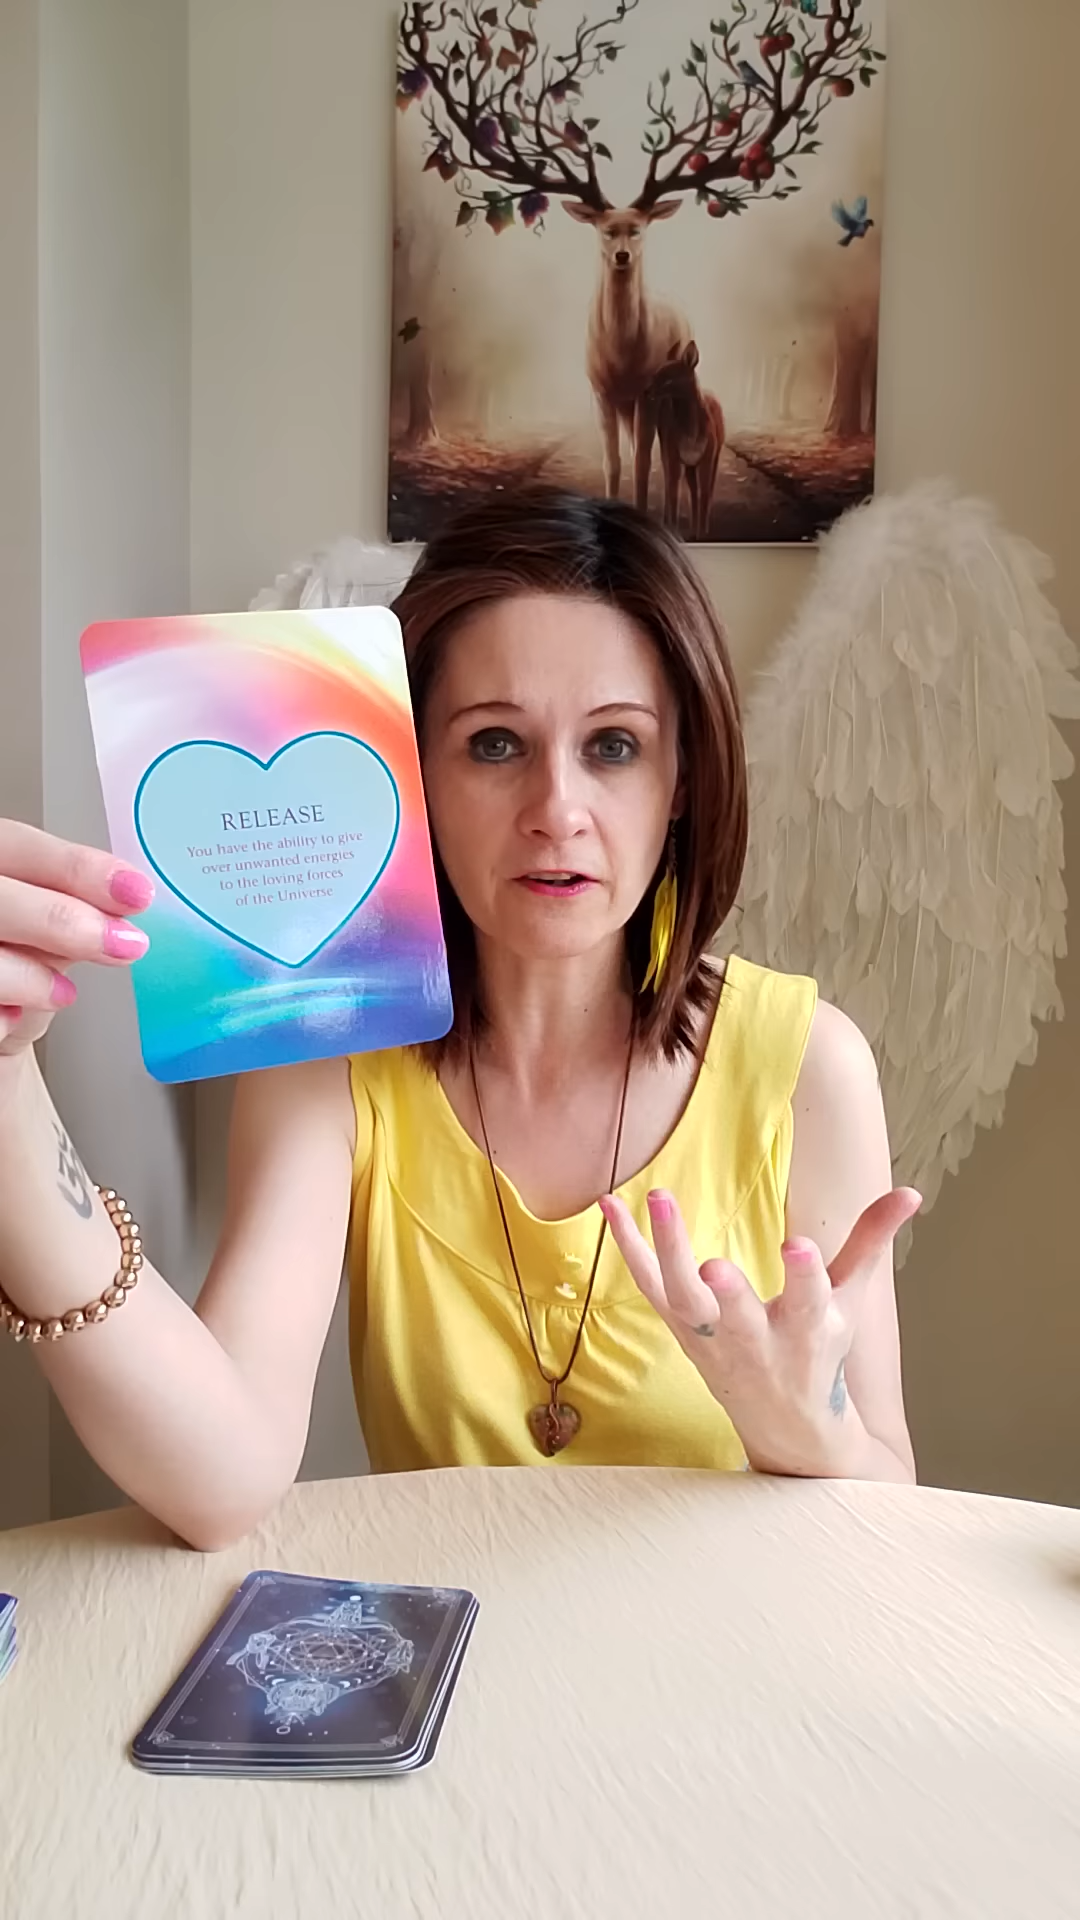 RELEASE
You have the ability to give
over unwanted energies
to the loving forces
of the Universe